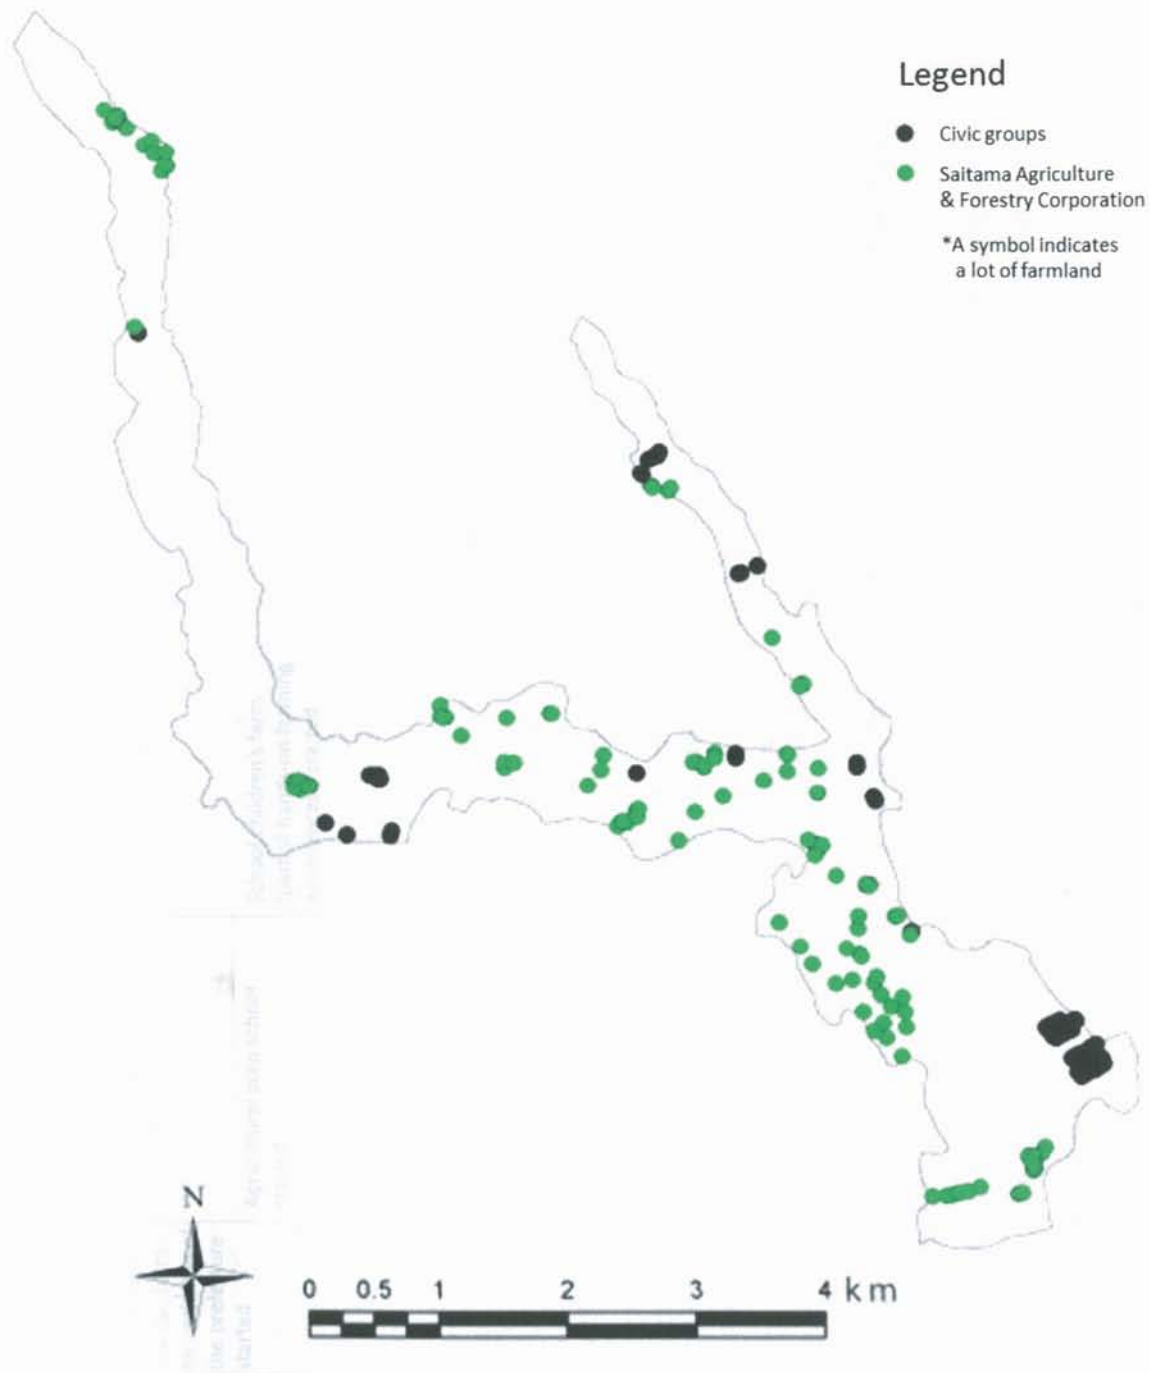 Legend
Civic groups
Saitama Agriculture
& Forestry Corporation
*A symbol indicates
a lot of farmland
N
0 0.5 1 2 3 4 km
started